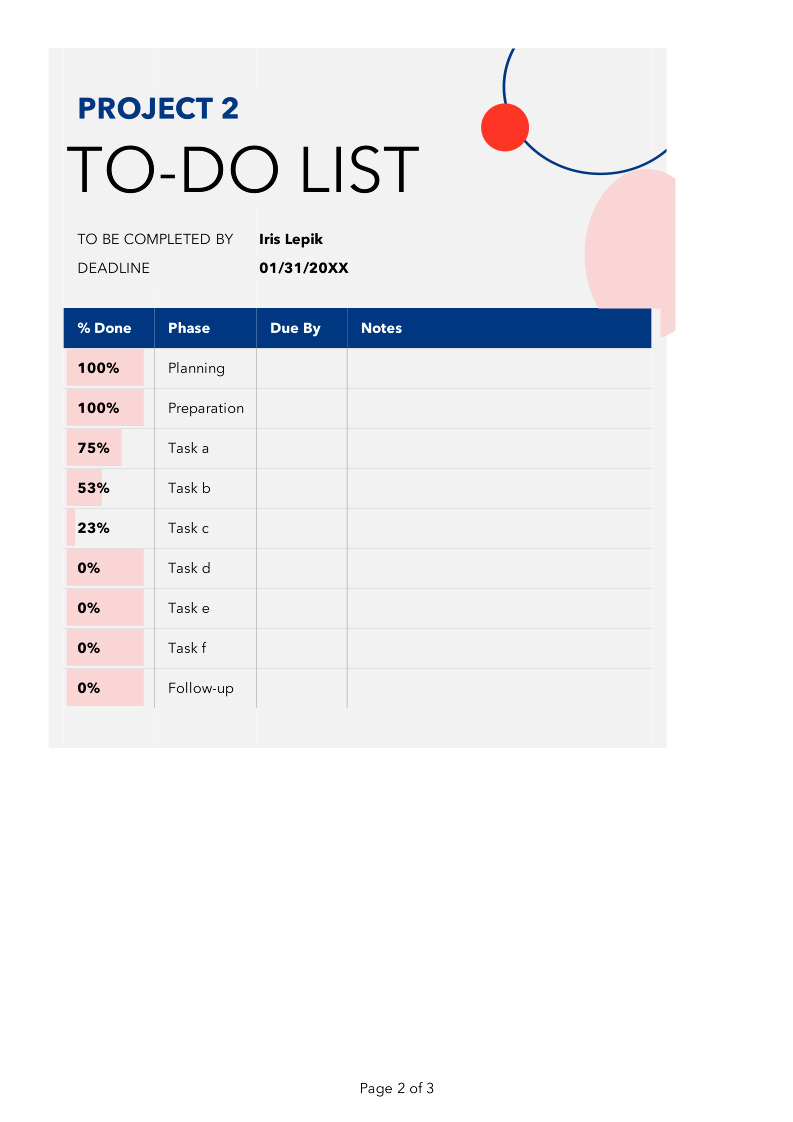 PROJECT 2
TO-DO LIST
TO BE COMPLETED BY Iris Lepik
DEADLINE 01/31/20XX
% Done Phase Due By Notes
100% Planning
100% Preparation
75% Task a
53% Task b
23% Task c
0% Task d
0% Task e
0% Task f
0% Follow-up
Page 2 of 3